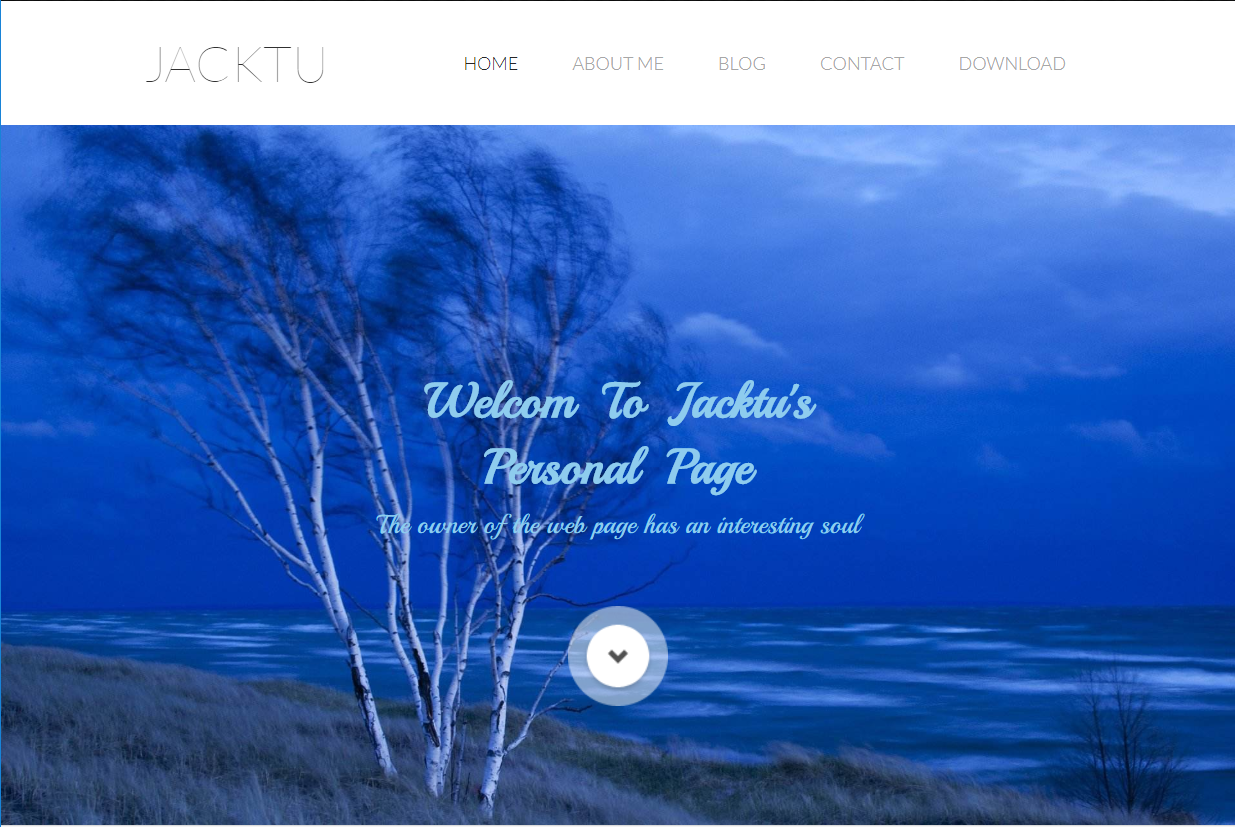 JACKTU
HOME
ABOUT ME
BLOG
CONTACT
DOWNLOAD
Welcom To Jacktu's
Personal Page
The owner of the web page has an interesting soul